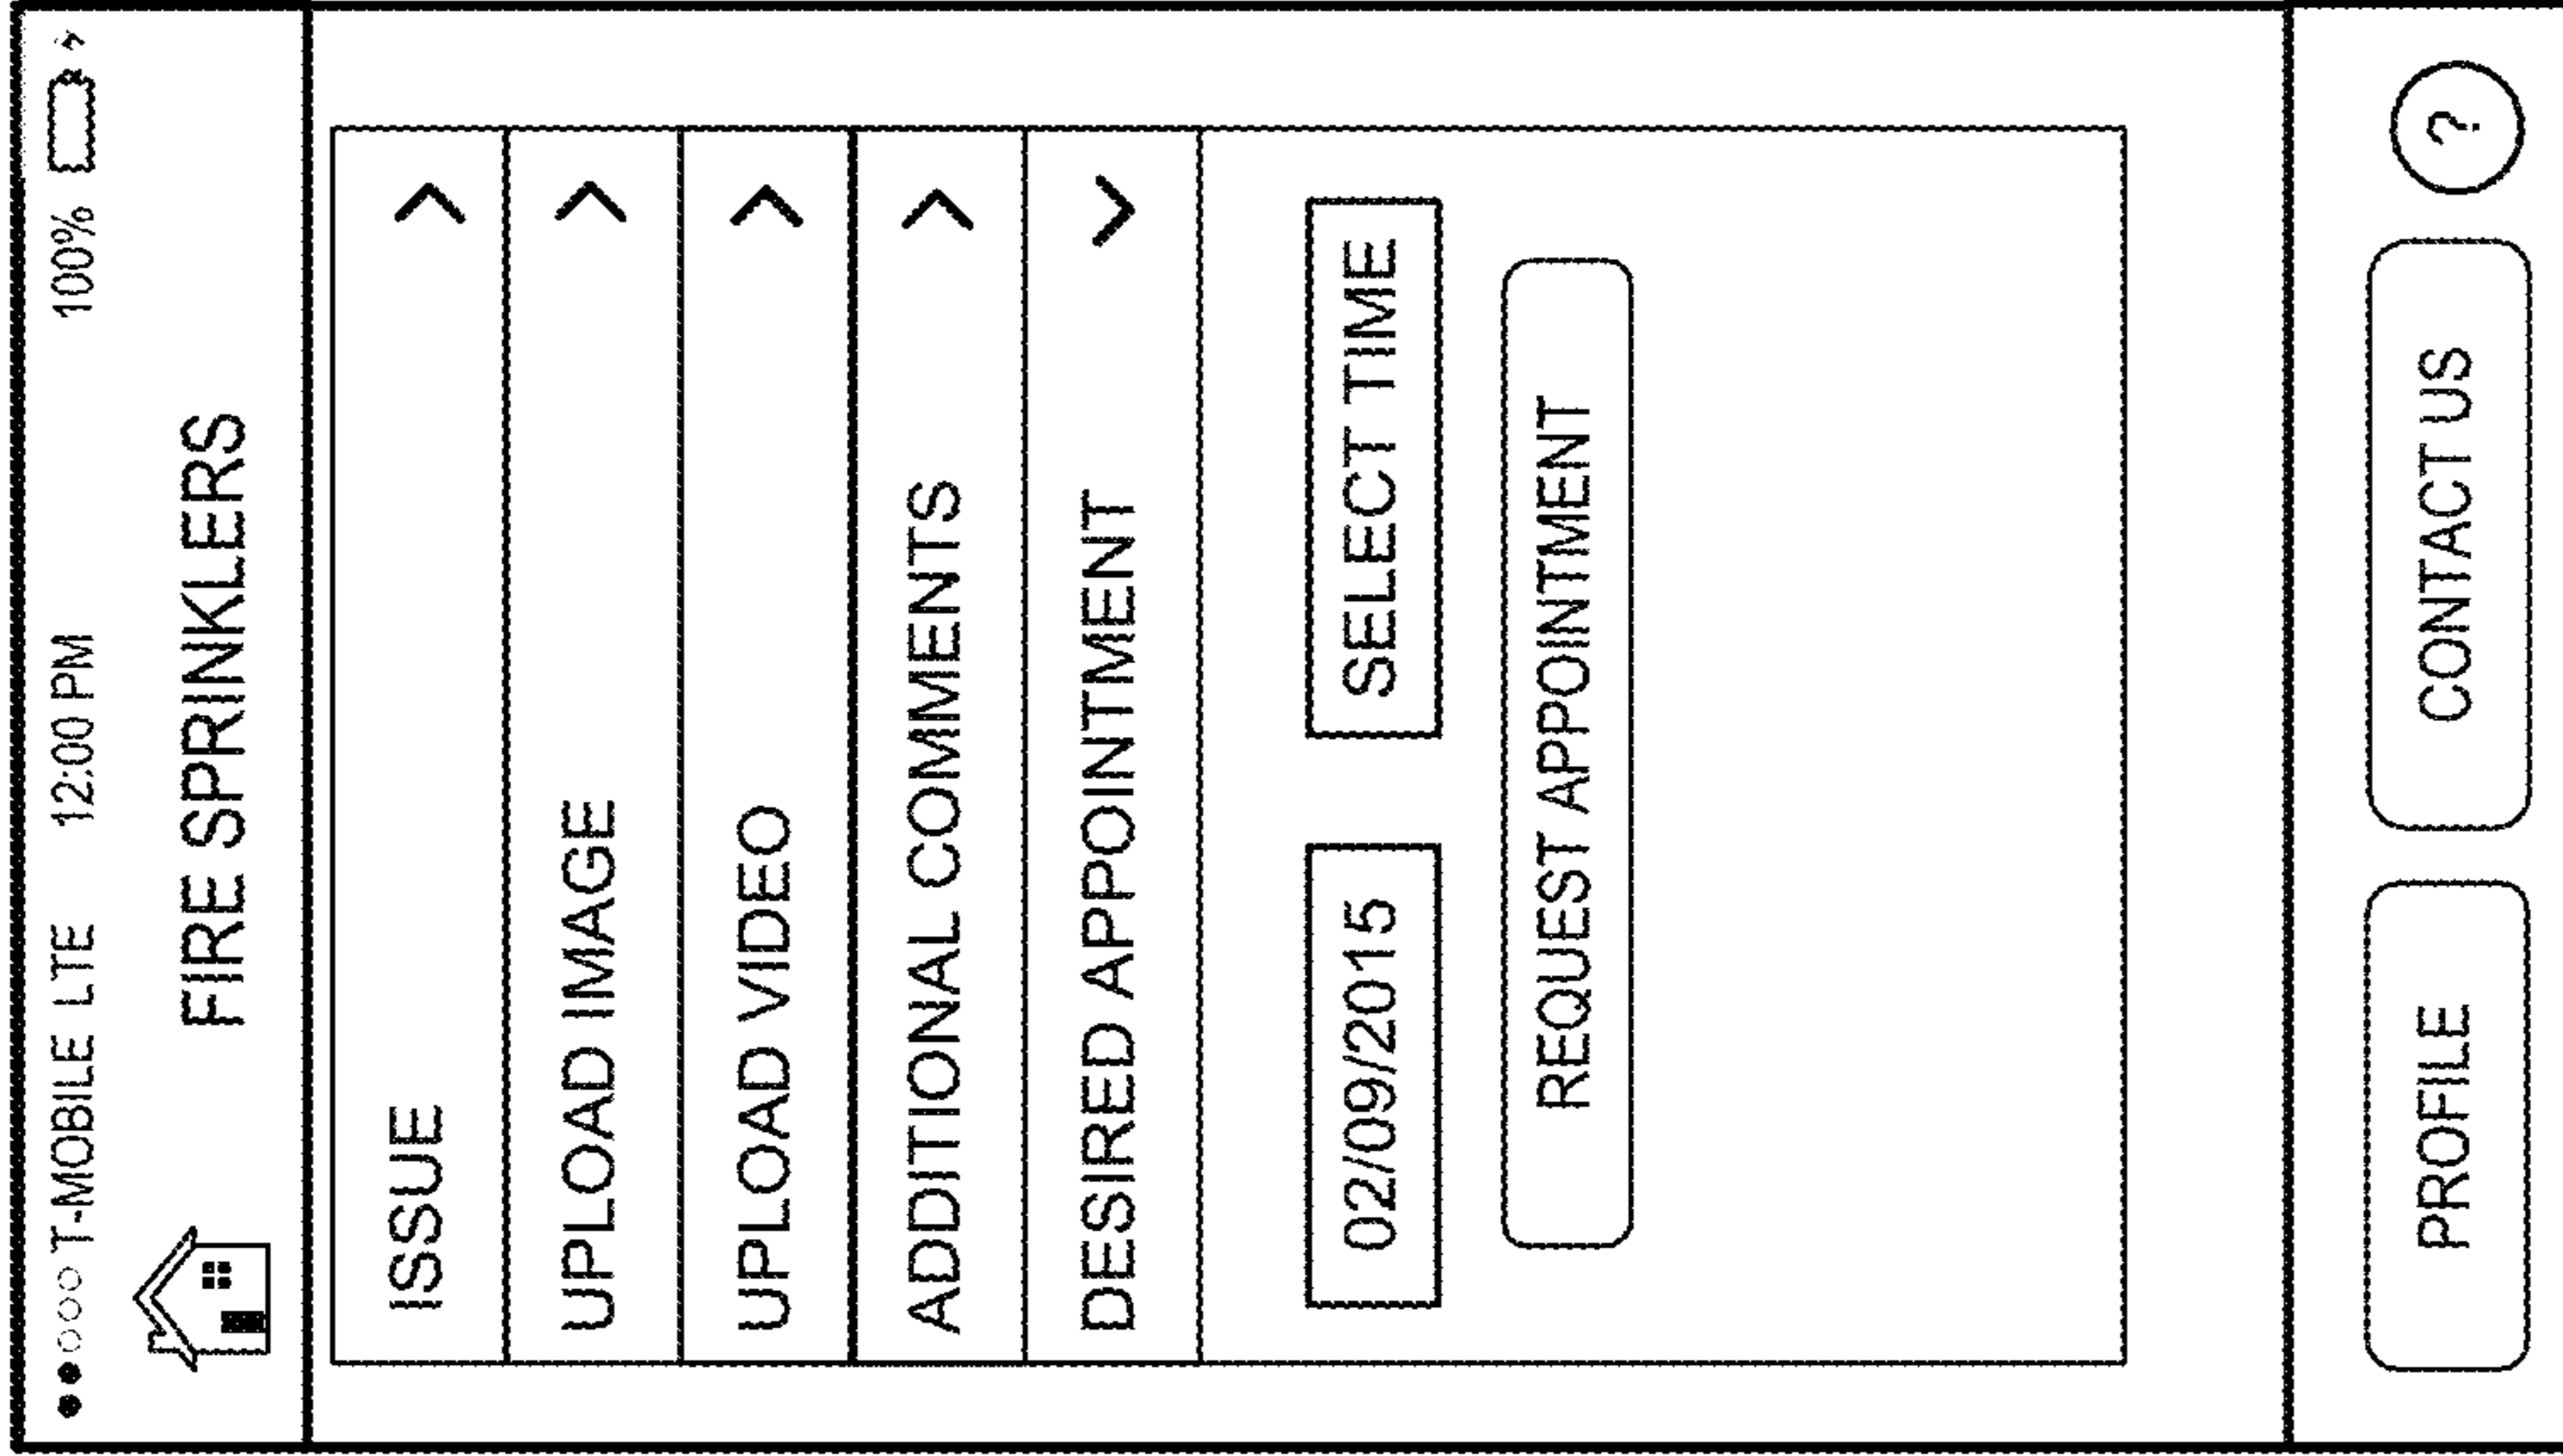 T-MOBILE LTE 12:00 PM 100%
FIRE SPRINKLERS
ISSUE
UPLOAD IMAGE
UPLOAD VIDEO
ADDITIONAL COMMENTS
DESIRED APPOINTMENT
02/09/2015 SELECT TIME
REQUEST APPOINTMENT
PROFILE CONTACT US ?